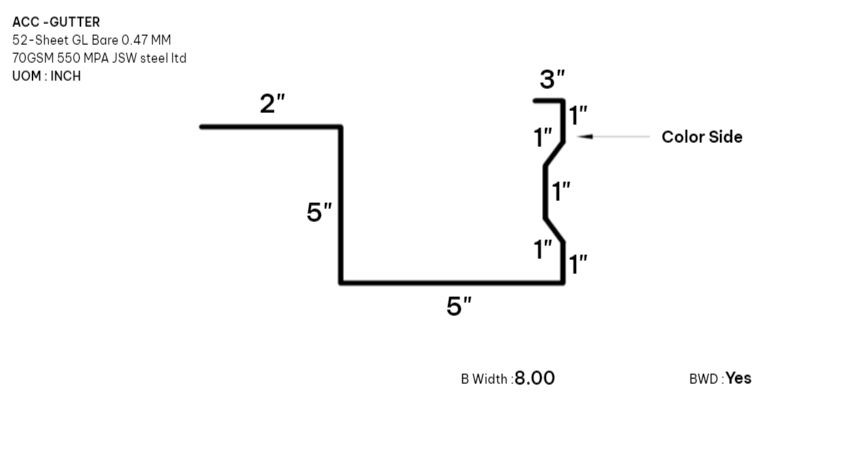 ACC -GUTTER
52-Sheet GL Bare 0.47 MM
70GSM 550 MPA JSW steel ltd
UOM : INCH
3"
2"
1"
1"
Color Side
1"
5"
1"
1"
5"
B Width :8.00
BWD :Yes